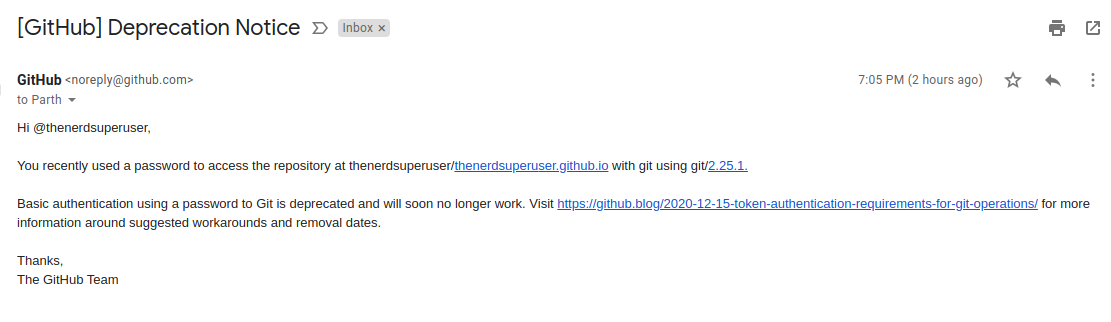 [GitHub] Deprecation Notice Inbox ×
GitHub <noreply@github.com> 7:05 PM (2 hours ago)
to Parth
Hi @thenerdsuperuser,
You recently used a password to access the repository at thenerdsuperuser/thenerdsuperuser.github.io with git using git/2.25.1.
Basic authentication using a password to Git is deprecated and will soon no longer work. Visit https://github.blog/2020-12-15-token-authentication-requirements-for-git-operations/ for more
information around suggested workarounds and removal dates.
Thanks,
The GitHub Team